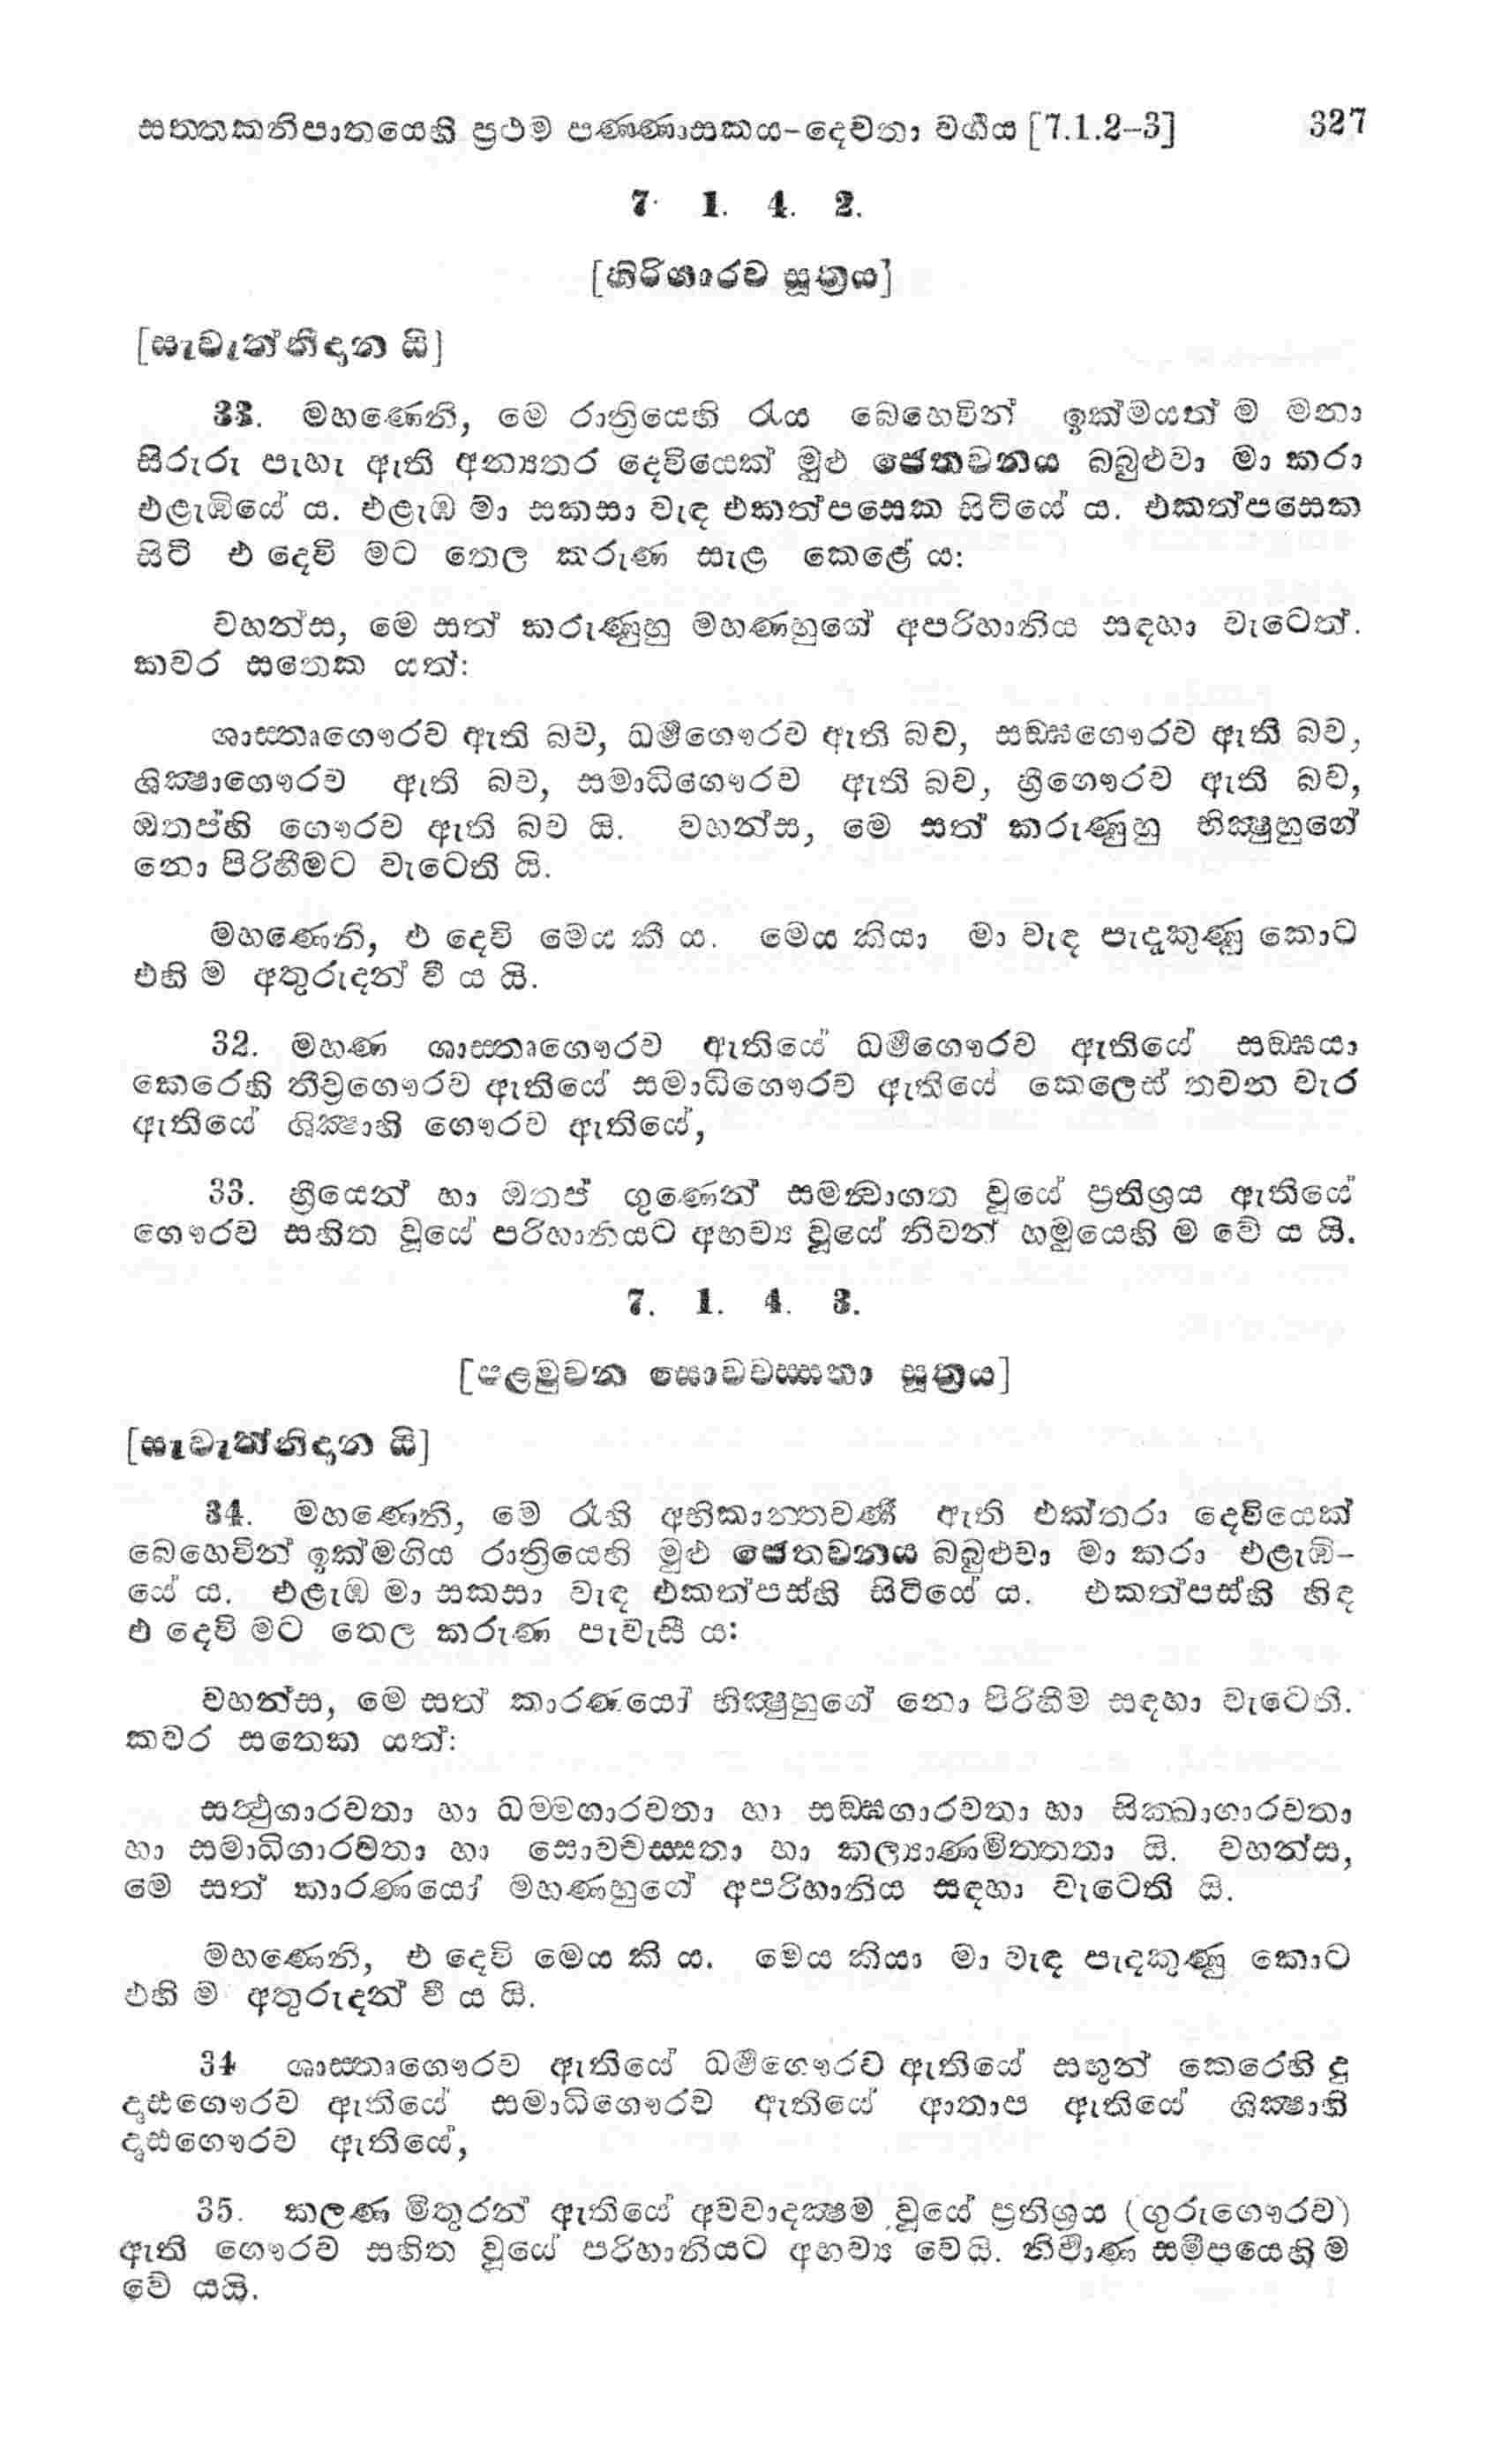 සත්තකනිපාතයෙහි ප්‍රථම පණ්ණාසකය-දෙවතා වර්‍ගය [7.1.2-3] 327
7. 1. 4. 2.
[හිරිගාරව සූත්‍රය]
[සැවැත්නිදාන යි]
33. මහණෙනි, මේ රාත්‍රියෙහි රැය බෙහෙවින් ඉක්මයත් ම මනා
සිරුරු පැහැ ඇති අන්‍යතර දෙවියෙක් මුළු ජේතවනය බබුළුවා මා කරා
එළැඹියේ ය. එළැඹ මා සකසා වැඳ එකත්පසෙක සිටියේ ය. එකත්පසෙක
සිටි ඒ දෙවි මට තෙල කරුණ සැළ කෙළේ ය:
වහන්ස, මේ සත් කරුණුහු මහණහුගේ අපරිහානිය සඳහා වැටෙත්.
කවර සතෙක යත්:
ශාස්තෘගෞරව ඇති බව, ධර්‍මගෞරව ඇති බව, සඞ්ඝගෞරව ඇති බව,
ශික්‍ෂාගෞරව ඇති බව, සමාධිගෞරව ඇති බව, හ්‍රීගෞරව ඇති බව,
ඔතප්හි ගෞරව ඇති බව යි. වහන්ස, මේ සත් කරුණුහු භික්‍ෂුහුගේ
නො පිරිහීමට වැටෙති යි.
මහණෙනි, ඒ දෙවි මෙය කී ය. මෙය කියා මා වැඳ පැදකුණු කොට
එහි ම අතුරුදන් වී ය යි.
32. මහණ ශාස්තෘගෞරව ඇතියේ ධර්‍මගෞරව ඇතියේ සඞ්ඝයා
කෙරෙහි තීව්‍රගෞරව ඇතියේ සමාධිගෞරව ඇතියේ කෙලෙස් තවන වැර
ඇතියේ ශික්‍ෂාහි ගෞරව ඇතියේ,
33. හ්‍රියෙන් හා ඔතප් ගුණෙන් සමන්‍වාගත වූයේ ප්‍රතිශ්‍රය ඇතියේ
ගෞරව සහිත වූයේ පරිහානියට අභව්‍ය වූයේ නිවන් හමුයෙහි ම වේ ය යි.
7. 1. 4. 3.
[පළමුවන සොවචස්සතා සූත්‍රය]
[සැවැත්නිදාන යි]
34. මහණෙනි, මේ රෑහි අභිකාන්තවර්‍ණ ඇති එක්තරා දෙවියෙක්
බෙහෙවින් ඉක්මගිය රාත්‍රියෙහි මුළු ජේතවනය බබුළුවා මා කරා එළැඹි-
යේ ය. එළැඹ මා සකසා වැඳ එකත්පස්හි සිටියේ ය. එකත්පස්හි හිඳ
ඒ දෙවි මට තෙල කරුණ පැවැසී ය:
වහන්ස, මේ සත් කාරණයෝ භික්‍ෂුහුගේ නො පිරිහීම සඳහා වැටෙති.
කවර සතෙක යත්:
සත්‍ථුගාරවතා හා ධම්මගාරවතා හා සඞ්ඝගාරවතා හා සික්ඛාගාරවතා
හා සමාධිගාරවතා හා සොවචස්සතා හා කල්‍යාණමිත්තතා යි. වහන්ස,
මේ සත් කාරණයෝ මහණහුගේ අපරිහානිය සඳහා වැටෙති යි.
මහණෙනි, ඒ දෙවි මෙය කී ය. මෙය කියා මා වැඳ පැදකුණු කොට
එහි ම අතුරුදන් වී ය යි.
34 ශාස්තෘගෞරව ඇතියේ ධර්‍මගෞරව ඇතියේ සඟුන් කෙරෙහි ද
දෘඪගෞරව ඇතියේ සමාධිගෞරව ඇතියේ ආතාප ඇතියේ ශික්‍ෂාහි
දෘඪගෞරව ඇතියේ,
35. කලණ මිතුරන් ඇතියේ අවවාදක්‍ෂම වූයේ ප්‍රතිශ්‍රය (ගුරුගෞරව)
ඇති ගෞරව සහිත වූයේ පරිහානියට අභව්‍ය වෙයි. නිර්‍වාණ සමීපයෙහි ම
වේ යයි.